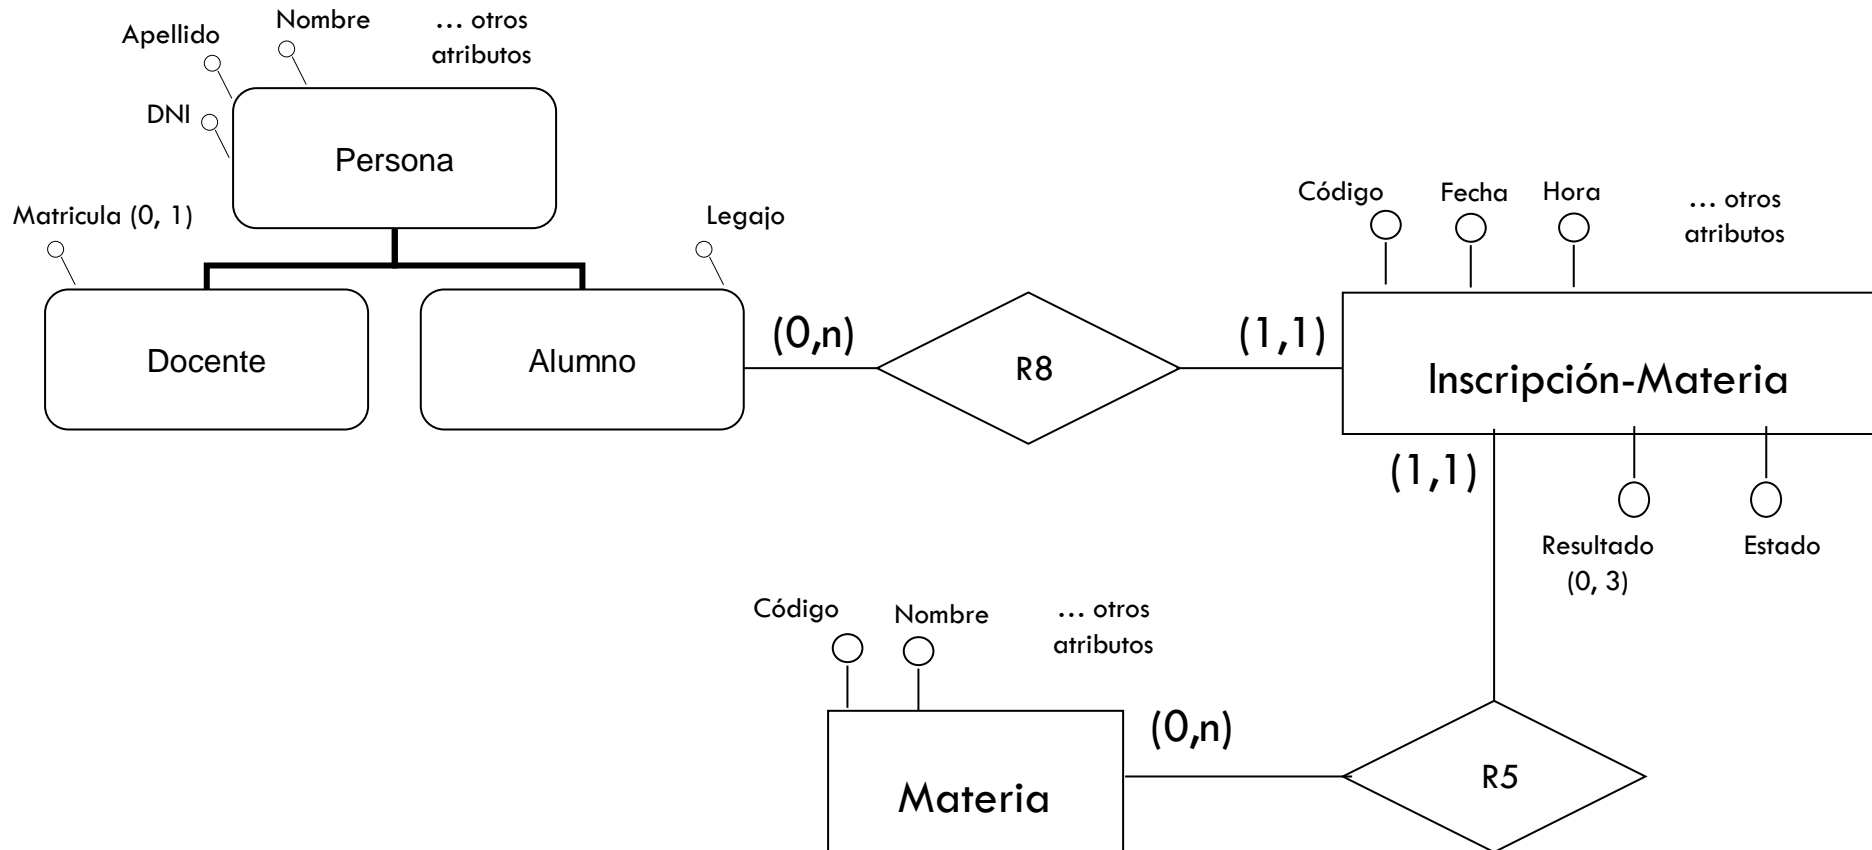 Nombre
… otros
atributos
Apellido
DNI
Persona
Matricula (0, 1)
Legajo
Docente
Alumno
(0,n)
R8
(1,1)
Código
Fecha
Hora
… otros
atributos
Inscripción-Materia
(1,1)
Resultado
(0, 3)
Estado
Código
Nombre
… otros
atributos
(0,n)
Materia
R5